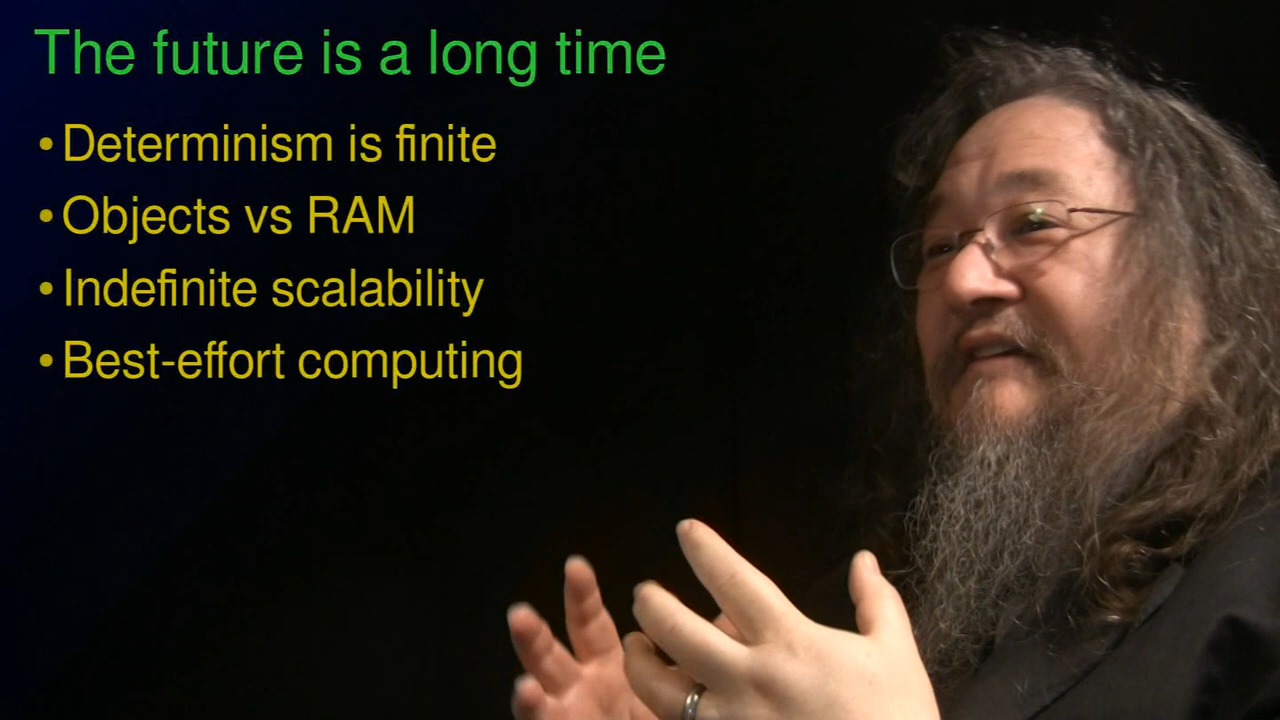 The future is a long time
• Determinism is finite
• Objects vs RAM
• Indefinite scalability
• Best-effort computing